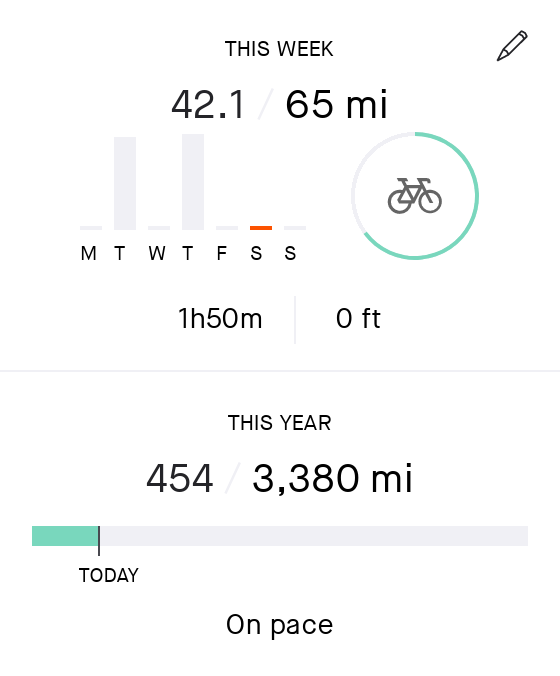 THIS WEEK
42.1 / 65 mi
M T W T F S S
1h50m 0 ft
THIS YEAR
454 / 3,380 mi
TODAY
On pace